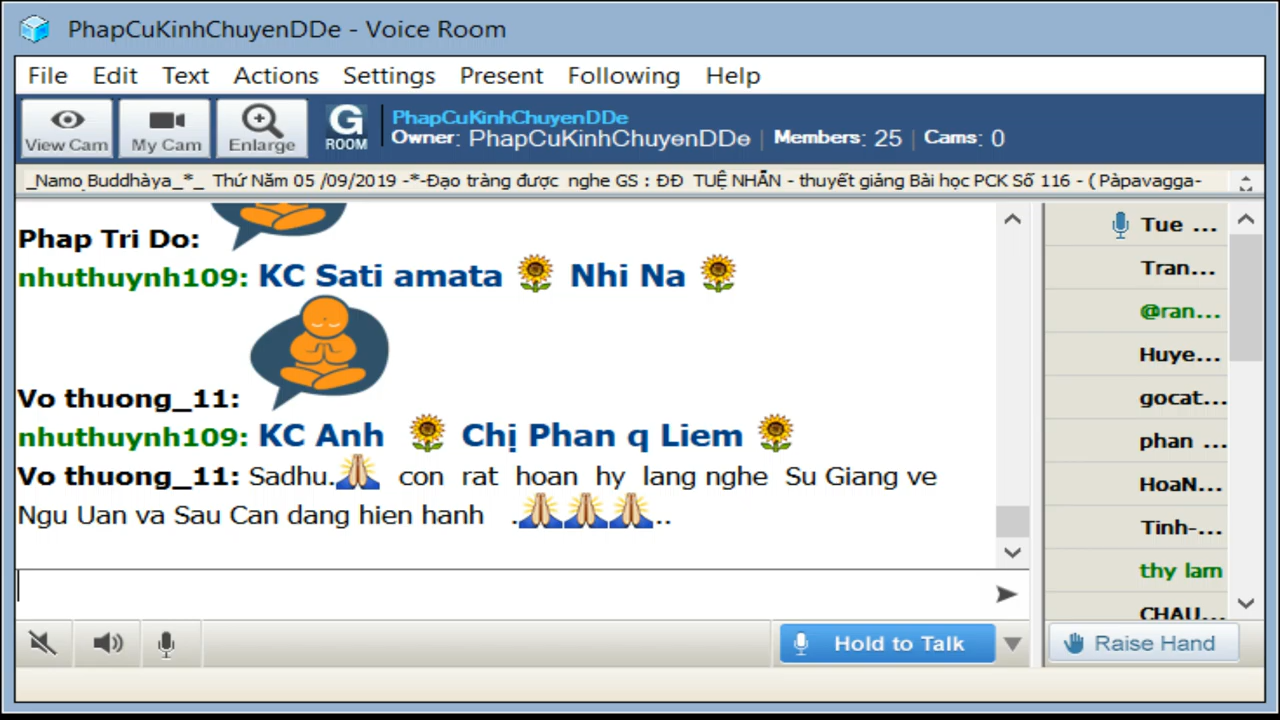 PhapCuKinhChuyenDDe - Voice Room
File Edit Text Actions Settings Present Following Help
View Cam My Cam Enlarge G ROOM
PhapCuKinhChuyenDDe
Owner: PhapCuKinhChuyenDDe | Members: 25 | Cams: 0
_Namo_Buddhàya_*_ Thứ Năm 05 /09/2019 -*-Đạo tràng được nghe GS : ĐĐ TUỆ NHẪN - thuyết giảng Bài học PCK Số 116 - ( Pàpavagga-
Phap Tri Do:
nhuthuynh109: KC Sati amata 🌻 Nhi Na 🌻
Vo thuong_11:
nhuthuynh109: KC Anh 🌻 Chị Phan q Liem 🌻
Vo thuong_11: Sadhu.🙏 con rat hoan hy lang nghe Su Giang ve
Ngu Uan va Sau Can dang hien hanh .🙏🙏🙏..
Tue ...
Tran...
@ran...
Huye...
gocat...
phan ...
HoaN...
Tinh-...
thy lam
CHAU...
Hold to Talk
Raise Hand